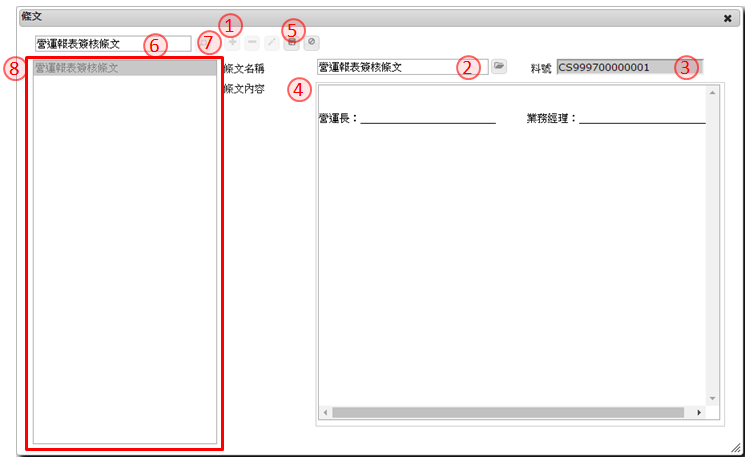 條文
1
5
營運報表簽核條文 6 7
8
營運報表簽核條文
條文名稱 營運報表簽核條文 2 料號 CS999700000001 3
條文內容 4
營運長：____________________ 業務經理：____________________